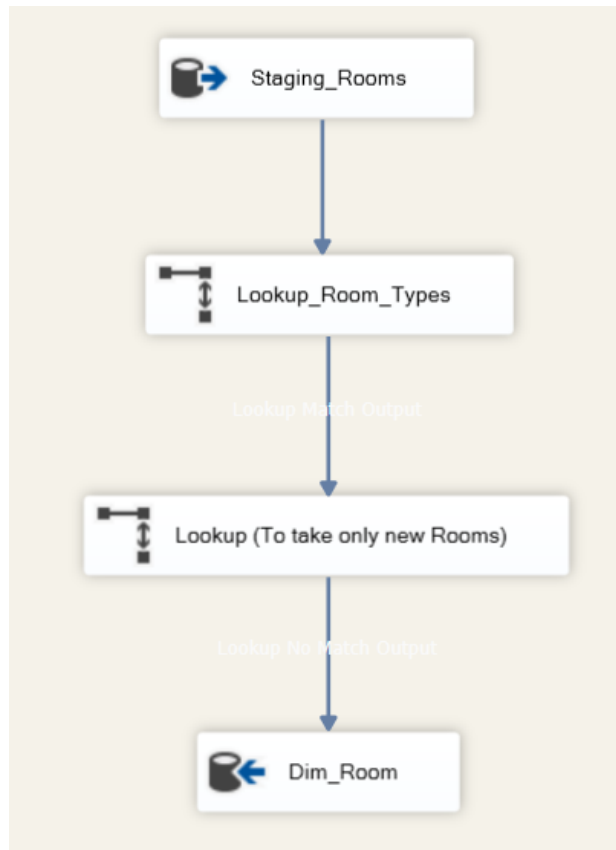 Staging_Rooms
Lookup_Room_Types
Lookup Match Output
Lookup (To take only new Rooms)
Lookup No Match Output
Dim_Room